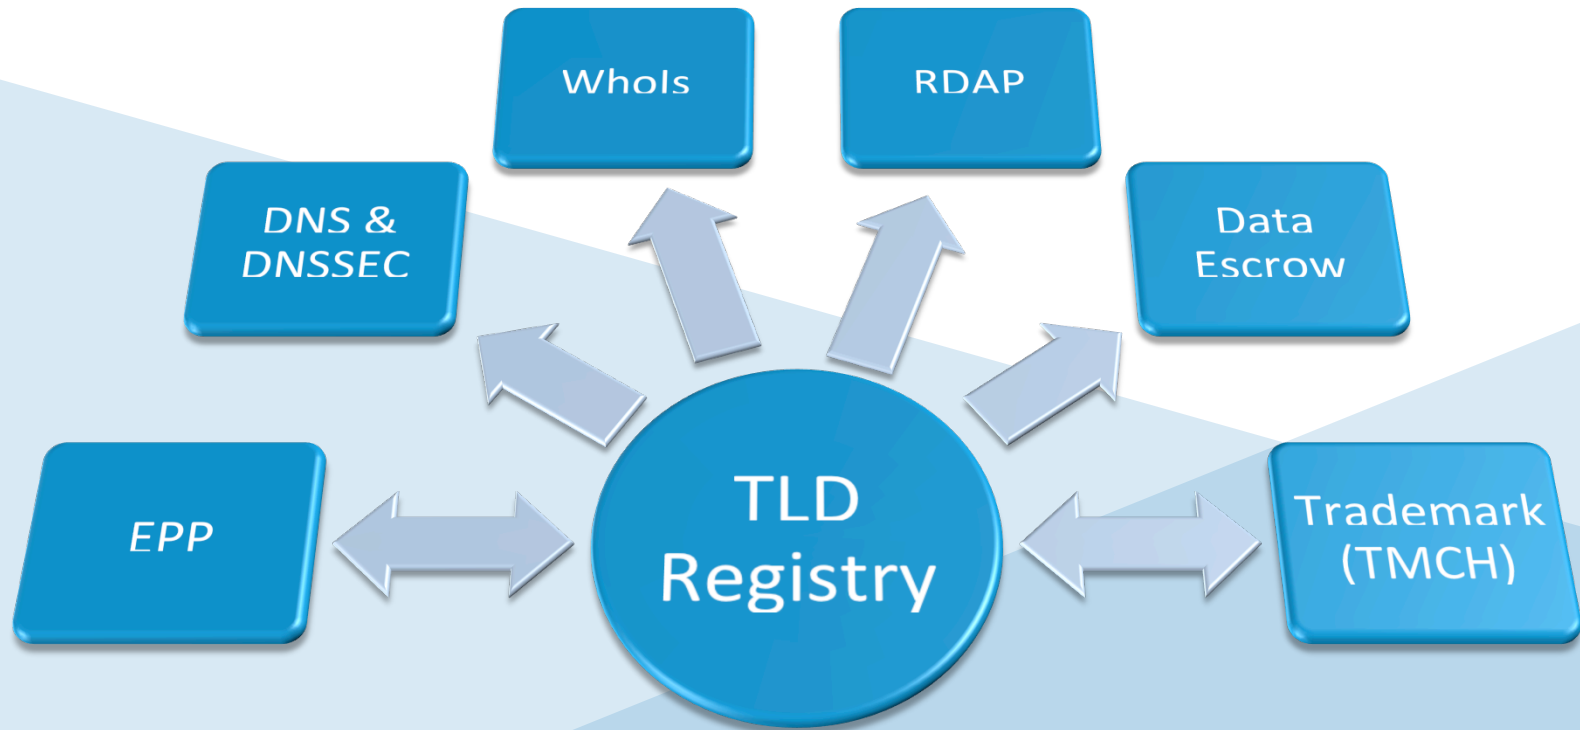 WhoIs
RDAP
DNS &
DNSSEC
Data
Escrow
EPP
TLD
Registry
Trademark
(TMCH)